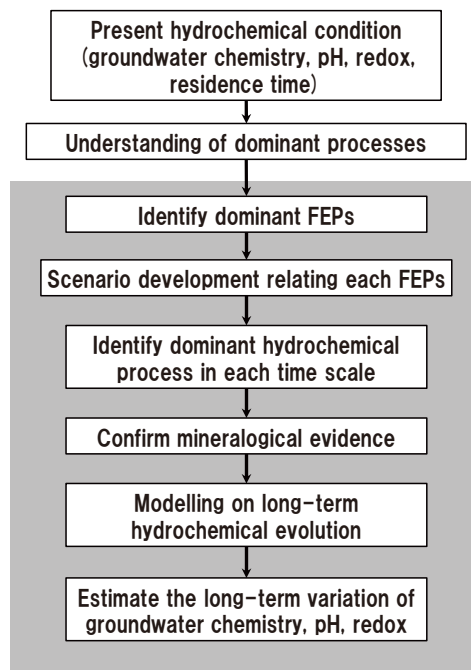 Present hydrochemical condition
(groundwater chemistry, pH, redox,
residence time)
Understanding of dominant processes
Identify dominant FEPs
Scenario development relating each FEPs
Identify dominant hydrochemical
process in each time scale
Confirm mineralogical evidence
Modelling on long-term
hydrochemical evolution
Estimate the long-term variation of
groundwater chemistry, pH, redox